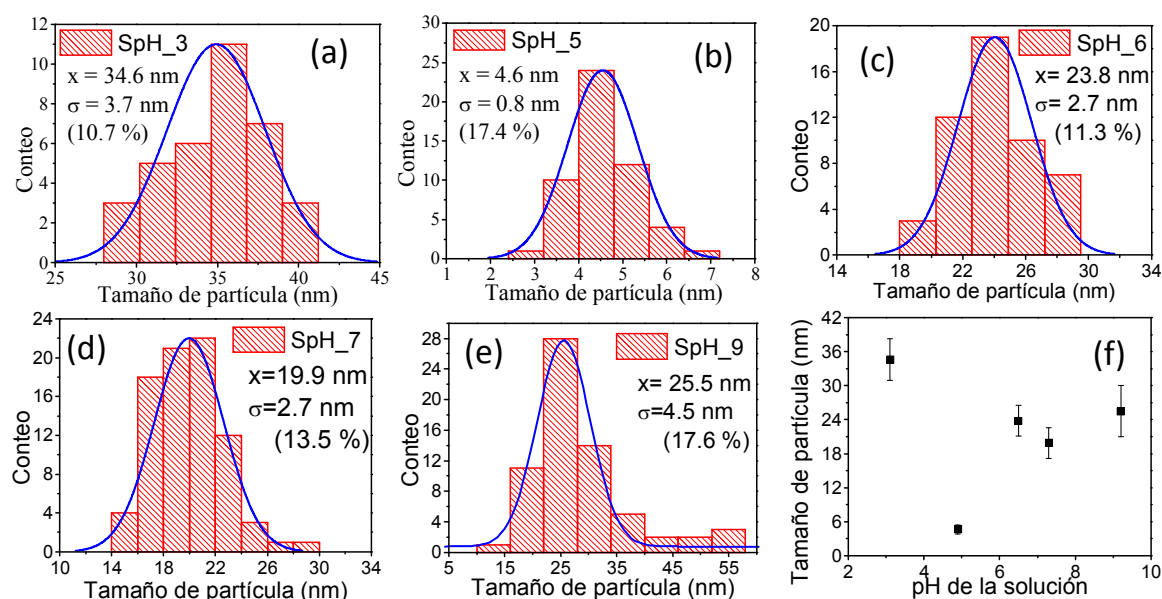 (a)
SpH_3
x = 34.6 nm
σ = 3.7 nm
(10.7 %)
Conteo
12
10
8
6
4
2
0
25 30 35 40 45
Tamaño de partícula (nm)
(b)
SpH_5
x = 4.6 nm
σ = 0.8 nm
(17.4 %)
Conteo
30
25
20
15
10
5
0
1 2 3 4 5 6 7 8
Tamaño de partícula (nm)
(c)
SpH_6
x= 23.8 nm
σ= 2.7 nm
(11.3 %)
Conteo
20
16
12
8
4
0
14 18 22 26 30 34
Tamaño de partícula (nm)
(d)
SpH_7
x=19.9 nm
σ=2.7 nm
(13.5 %)
Conteo
24
20
16
12
8
4
0
10 14 18 22 26 30 34
Tamaño de partícula (nm)
(e)
SpH_9
x= 25.5 nm
σ=4.5 nm
(17.6 %)
Conteo
32
28
24
20
16
12
8
4
0
5 15 25 35 45 55
Tamaño de partícula (nm)
(f)
Tamaño de partícula (nm)
42
36
30
24
18
12
6
0
2 4 6 8 10
pH de la solución